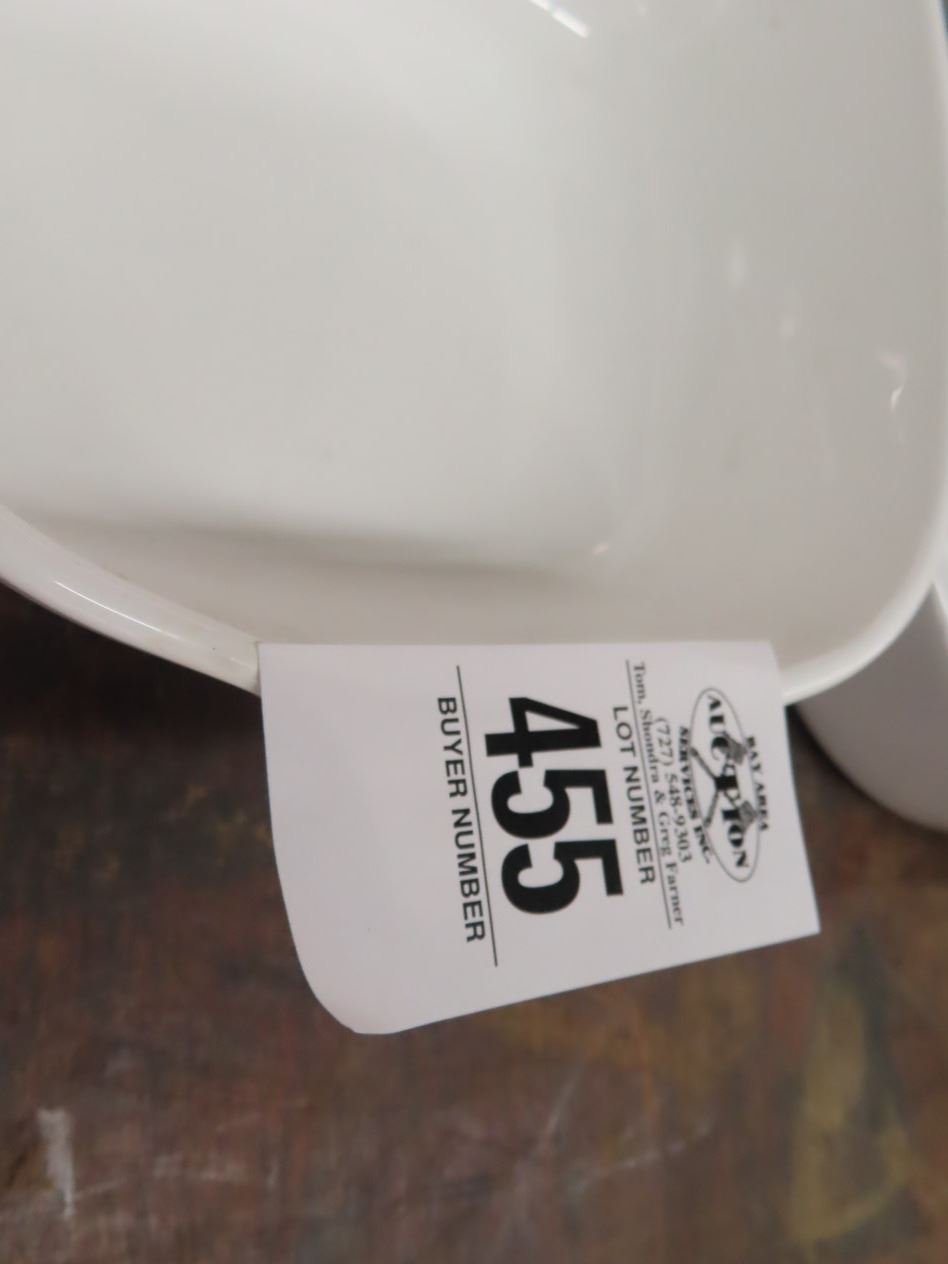 BAY AREA
AUCTION
SERVICES INC.
(727) 548-9303
Tom, Shondra & Greg Farner
LOT NUMBER
455
BUYER NUMBER